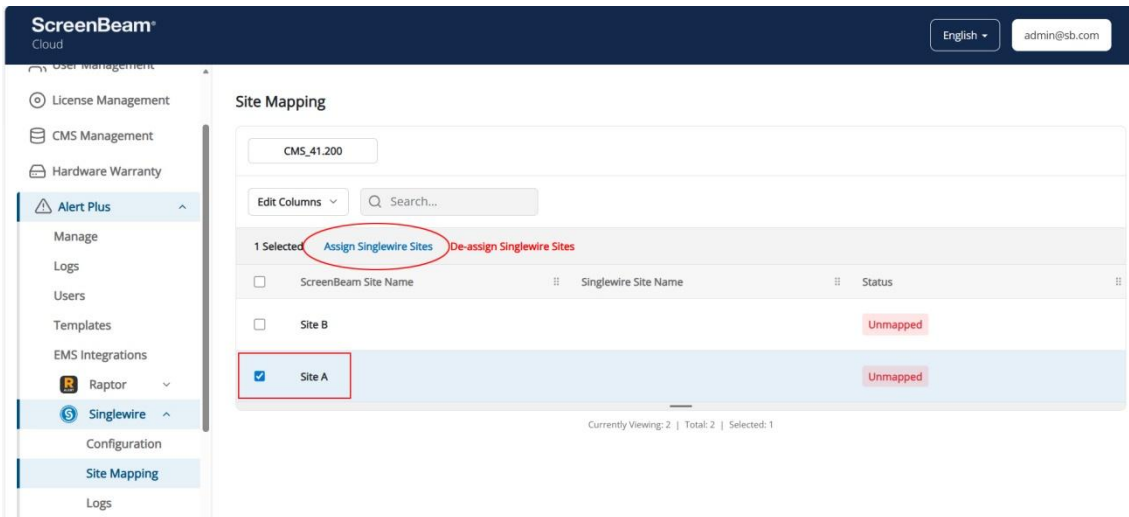 ScreenBeam®
Cloud
English
admin@sb.com
User Management
License Management
CMS Management
Hardware Warranty
Alert Plus
Manage
Logs
Users
Templates
EMS Integrations
Raptor
Singlewire
Configuration
Site Mapping
Logs
Site Mapping
CMS_41.200
Edit Columns
Search...
1 Selected Assign Singlewire Sites De-assign Singlewire Sites
ScreenBeam Site Name Singlewire Site Name Status
Site B Unmapped
Site A Unmapped
Currently Viewing: 2 | Total: 2 | Selected: 1